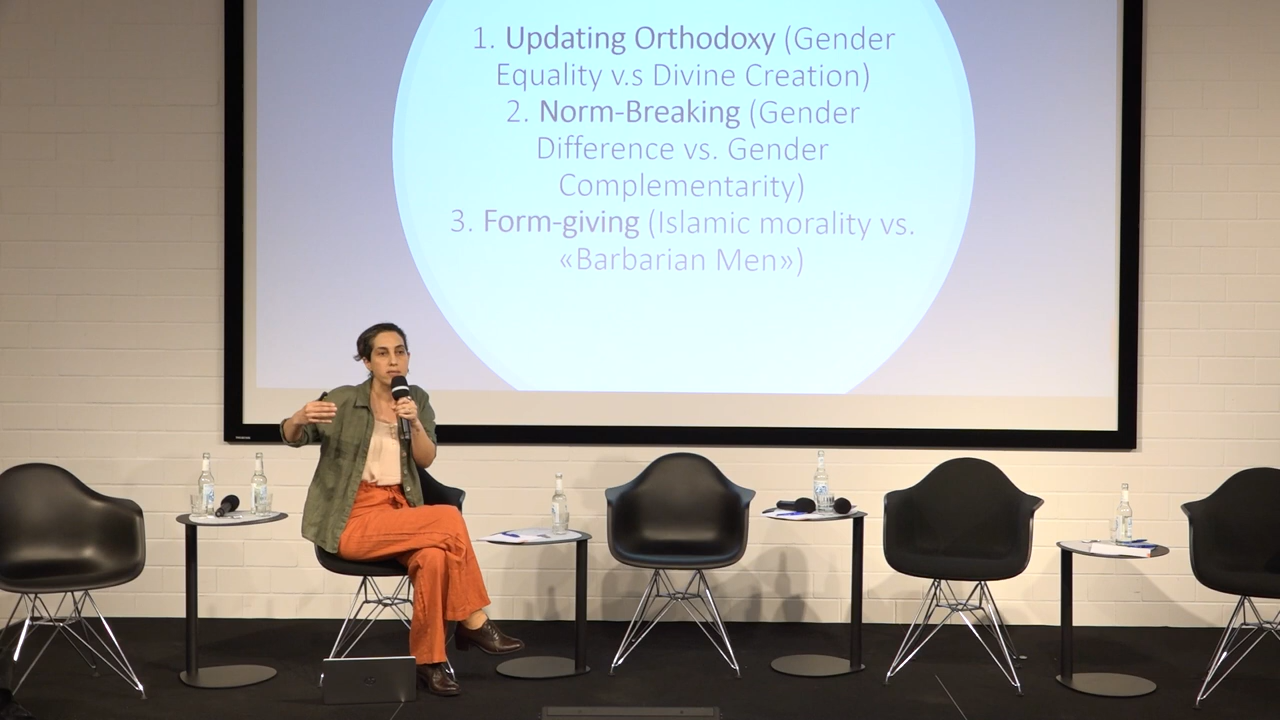 1. Updating Orthodoxy (Gender
Equality v.s Divine Creation)
2. Norm-Breaking (Gender
Difference vs. Gender
Complementarity)
3. Form-giving (Islamic morality vs.
«Barbarian Men»)